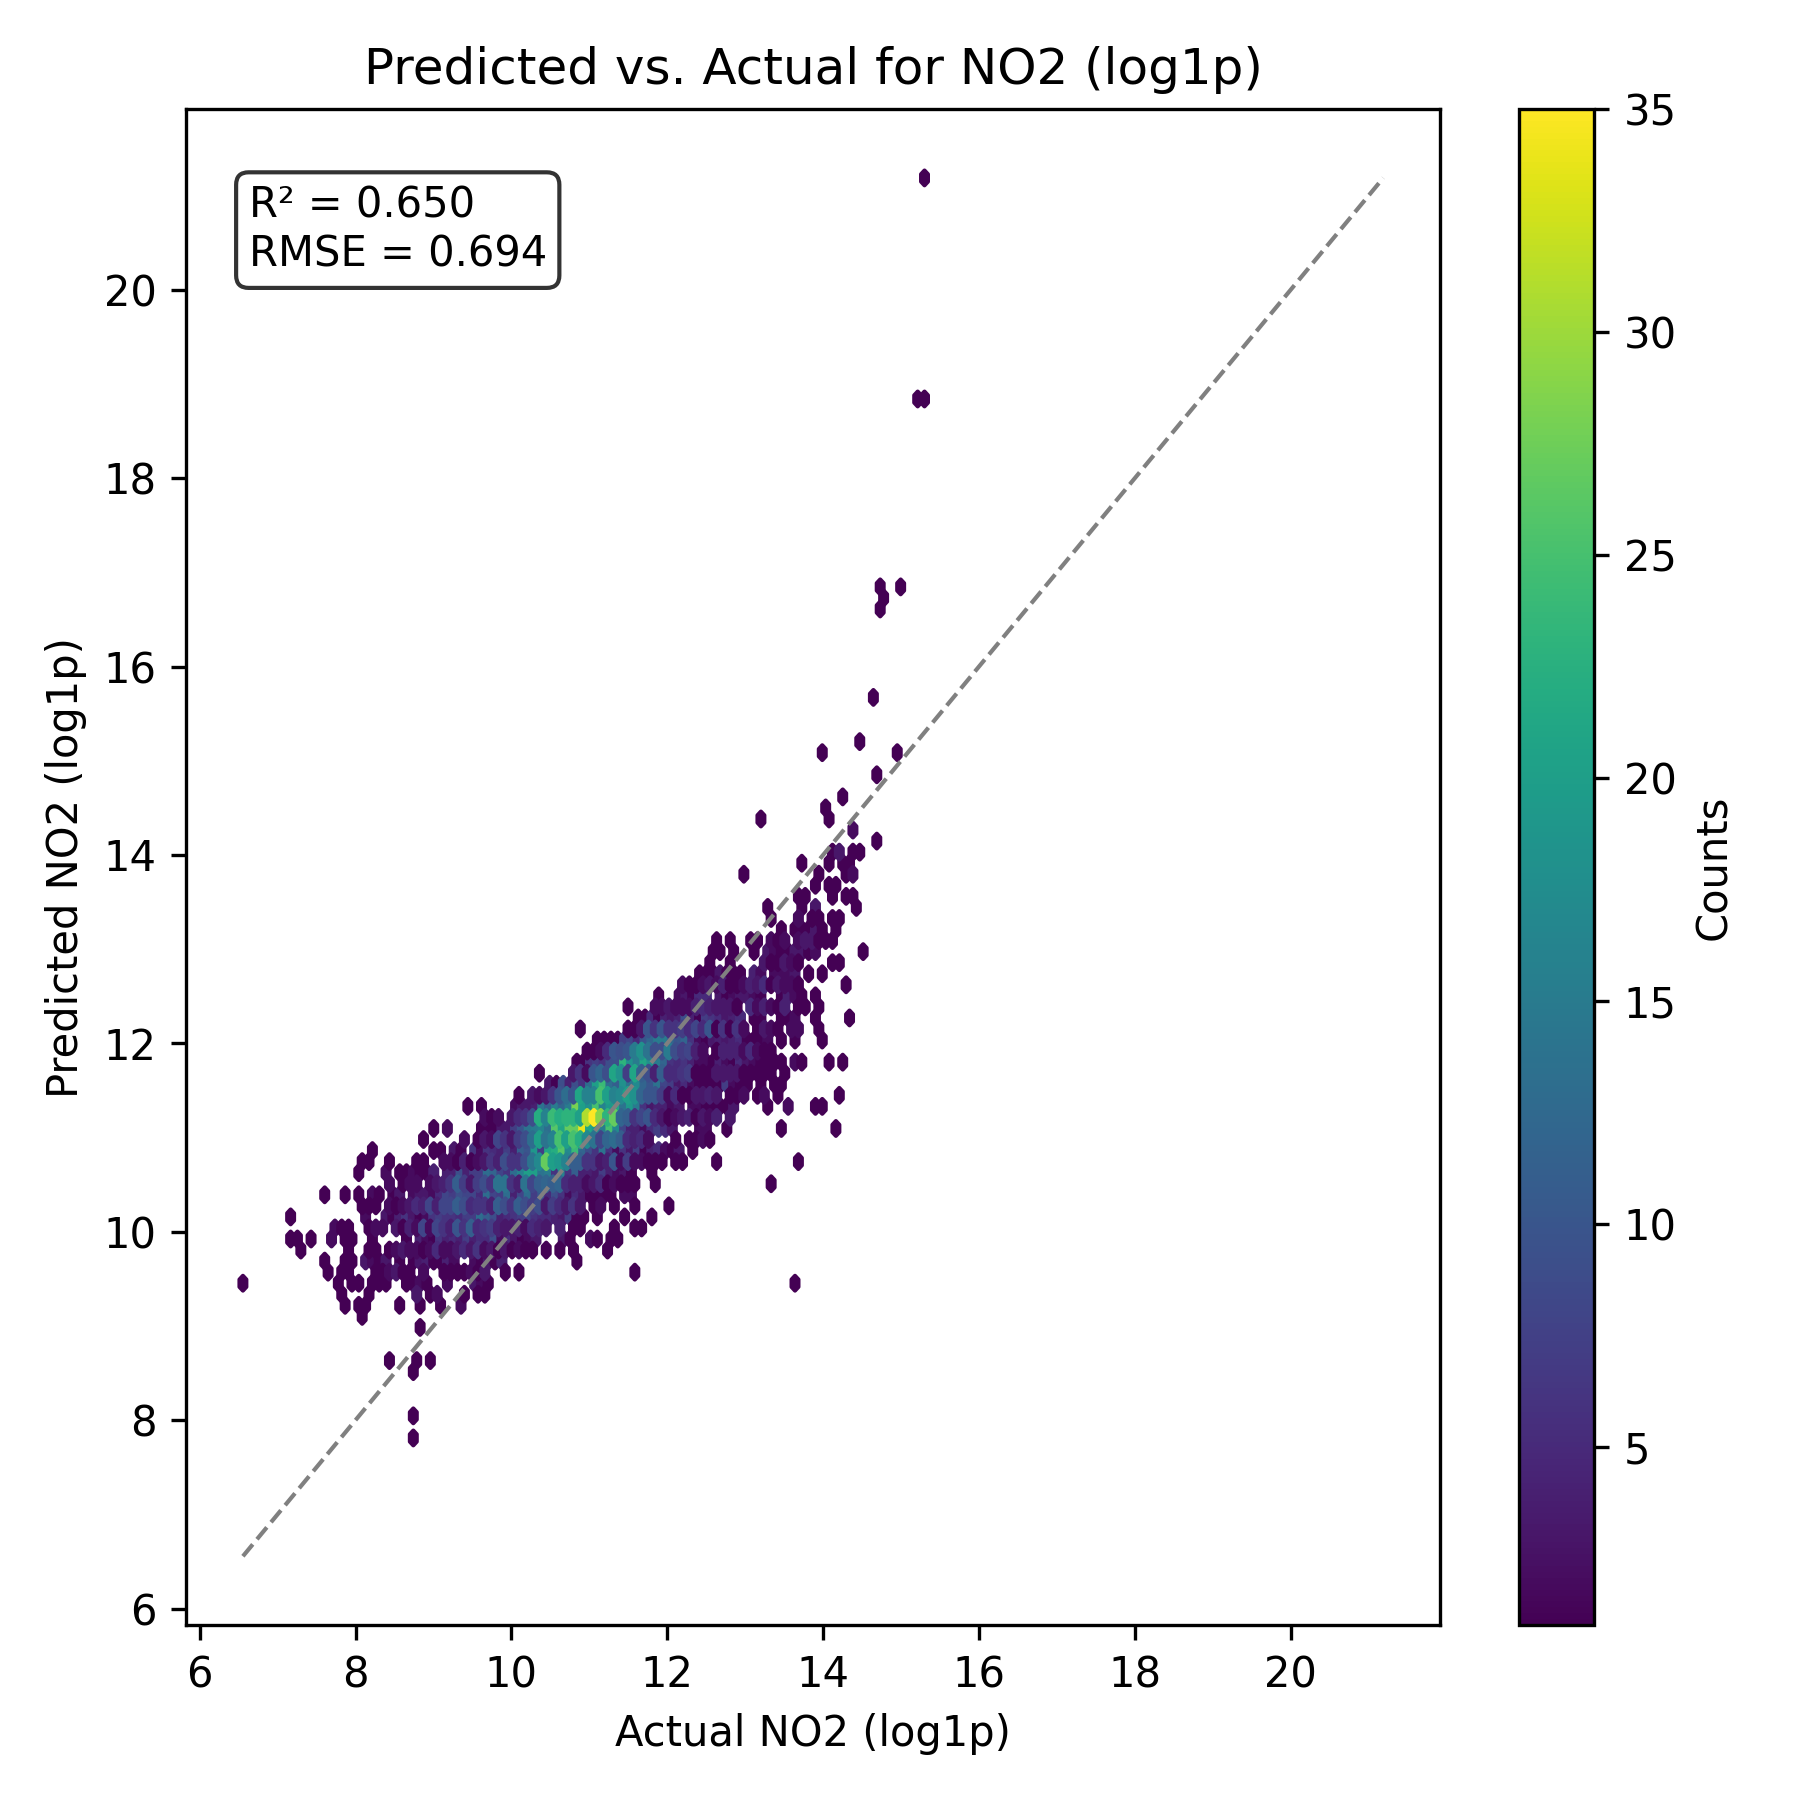 Predicted vs. Actual for NO2 (log1p)
R² = 0.650
RMSE = 0.694
Predicted NO2 (log1p)
20
18
16
14
12
10
8
6
6 8 10 12 14 16 18 20
Actual NO2 (log1p)
35
30
25
20
15
10
5
Counts